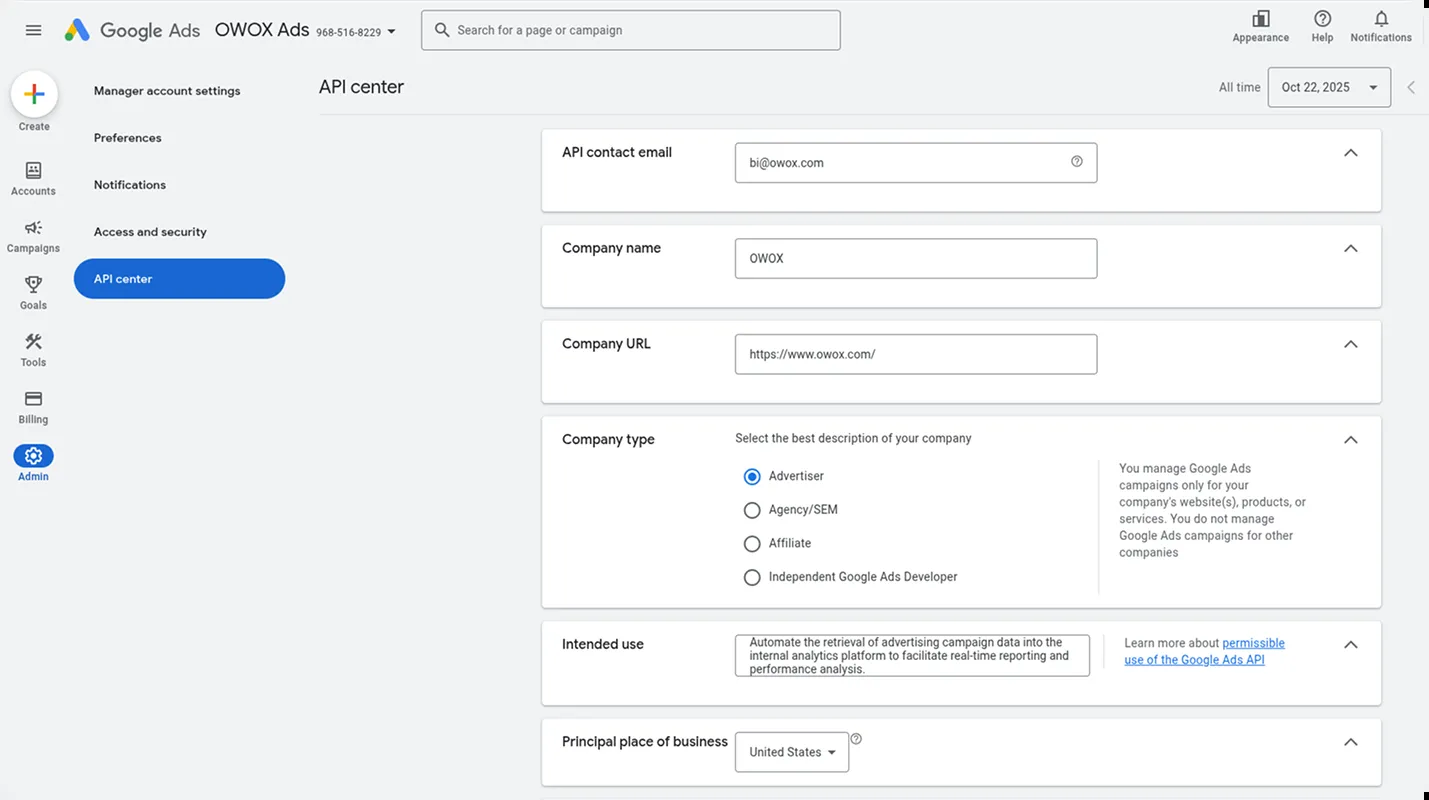 Google Ads OWOX Ads 968-516-8229
Search for a page or campaign
Appearance
Help
Notifications
Create
Accounts
Campaigns
Goals
Tools
Billing
Admin
Manager account settings
Preferences
Notifications
Access and security
API center
API center
All time Oct 22, 2025
API contact email
bi@owox.com
Company name
OWOX
Company URL
https://www.owox.com/
Company type
Select the best description of your company
Advertiser
Agency/SEM
Affiliate
Independent Google Ads Developer
You manage Google Ads
campaigns only for your
company's website(s), products, or
services. You do not manage
Google Ads campaigns for other
companies
Intended use
Automate the retrieval of advertising campaign data into the
internal analytics platform to facilitate real-time reporting and
performance analysis.
Learn more about permissible
use of the Google Ads API
Principal place of business
United States